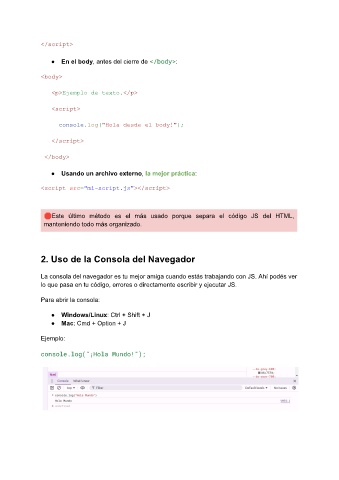 </script>
● En el body, antes del cierre de </body>:
<body>
<p>Ejemplo de texto.</p>
<script>
console.log("Hola desde el body!");
</script>
</body>
● Usando un archivo externo, la mejor práctica:
<script src="mi-script.js"></script>
🔴Este último método es el más usado porque separa el código JS del HTML,
manteniendo todo más organizado.
2. Uso de la Consola del Navegador
La consola del navegador es tu mejor amiga cuando estás trabajando con JS. Ahí podés ver
lo que pasa en tu código, errores o directamente escribir y ejecutar JS.
Para abrir la consola:
● Windows/Linux: Ctrl + Shift + J
● Mac: Cmd + Option + J
Ejemplo:
console.log("¡Hola Mundo!");
Console
top
Filter
Hola Mundo